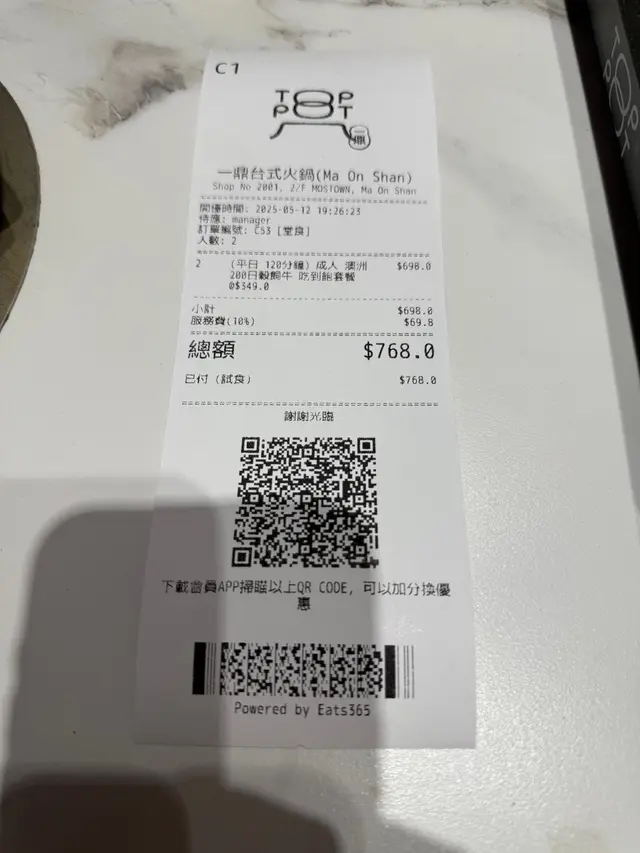 C1
TOP
POT
一鼎
一鼎台式火鍋(Ma On Shan)
Shop No 2001, 2/F MOSTOWN, Ma On Shan
開檯時間: 2025-05-12 19:26:23
侍應: manager
訂單編號: C53 [堂食]
人數: 2
2 (平日 120分鐘) 成人 澳洲 $698.0
200日穀飼牛 吃到飽套餐
@$349.0
小計 $698.0
服務費(10%) $69.8
總額 $768.0
已付 (試食) $768.0
謝謝光臨
下載會員APP掃瞄以上QR CODE, 可以加分換優
惠
Powered by Eats365